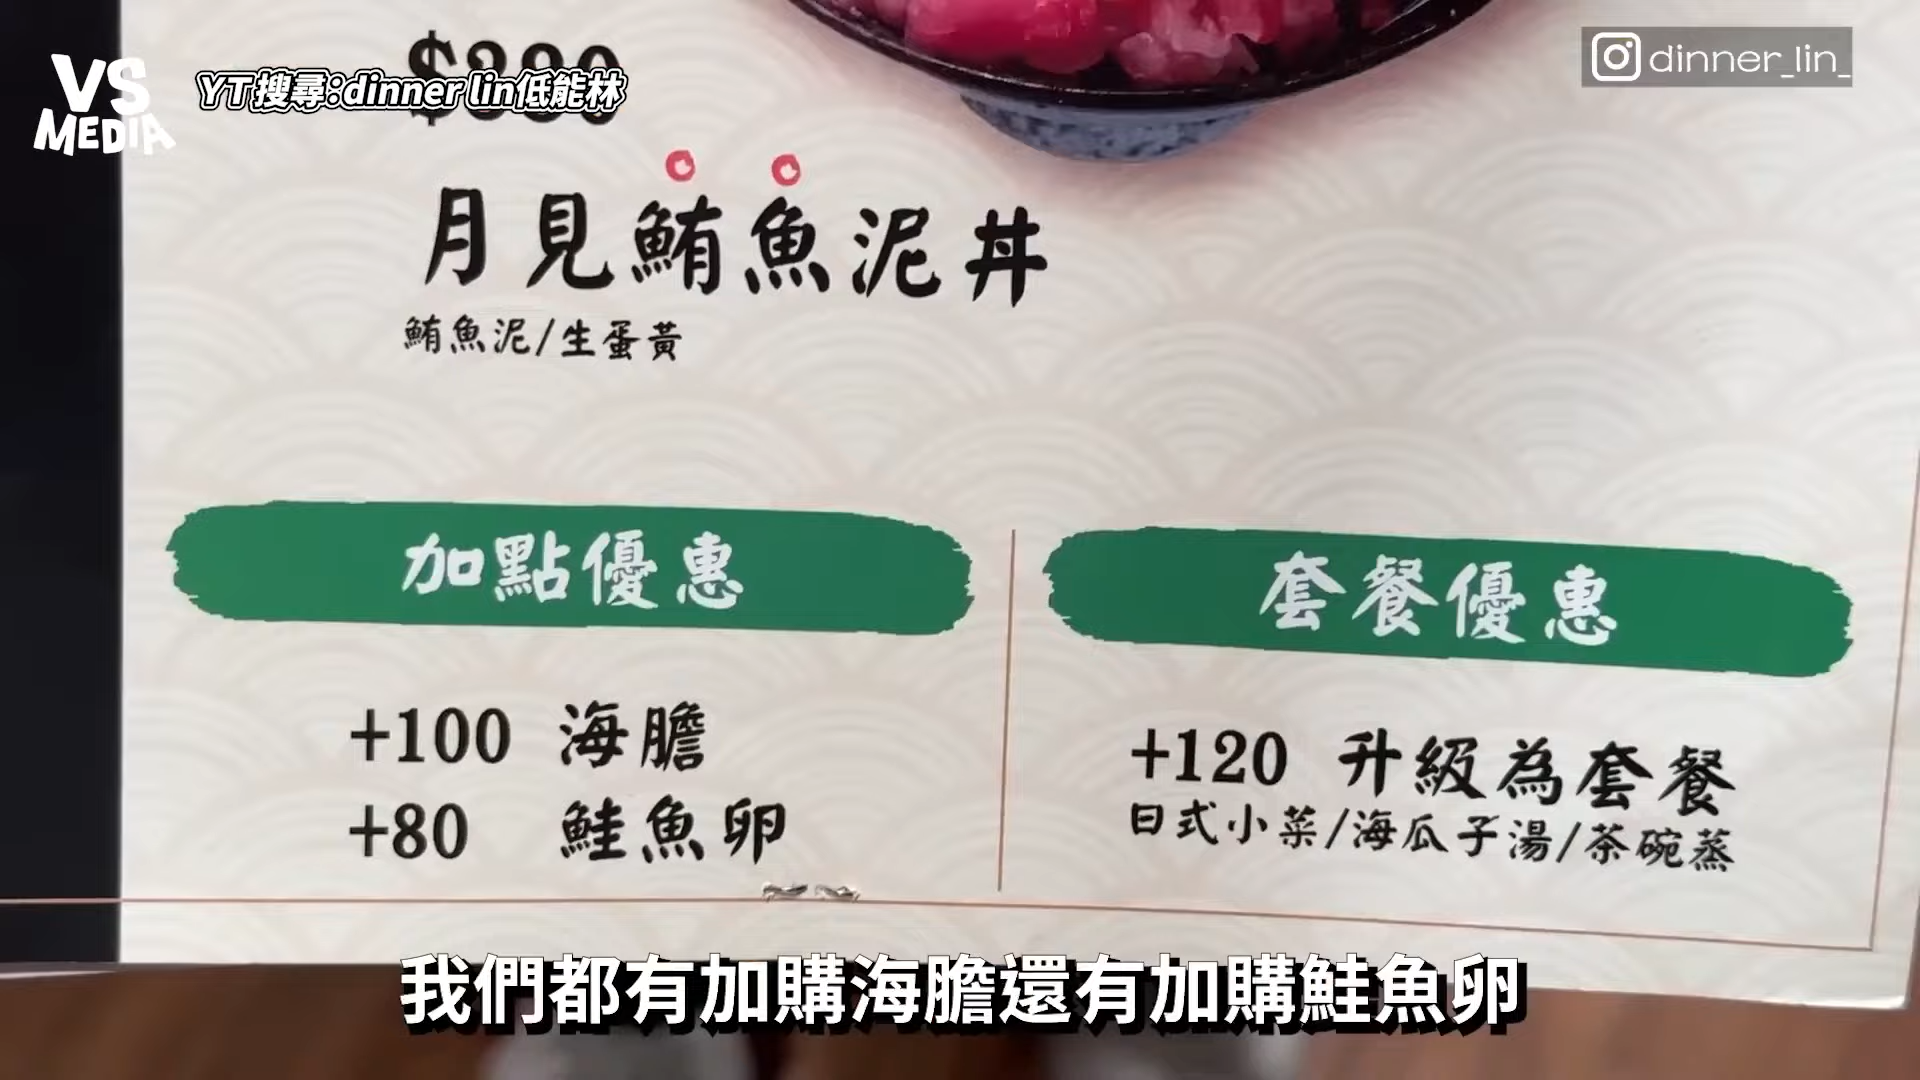 VS
MEDIA
YT搜尋:dinner lin低能林
dinner_lin_
月見鮪魚泥丼
鮪魚泥/生蛋黃
加點優惠
+100 海膽
+80 鮭魚卵
套餐優惠
+120 升級為套餐
日式小菜/海瓜子湯/茶碗蒸
我們都有加購海膽還有加購鮭魚卵